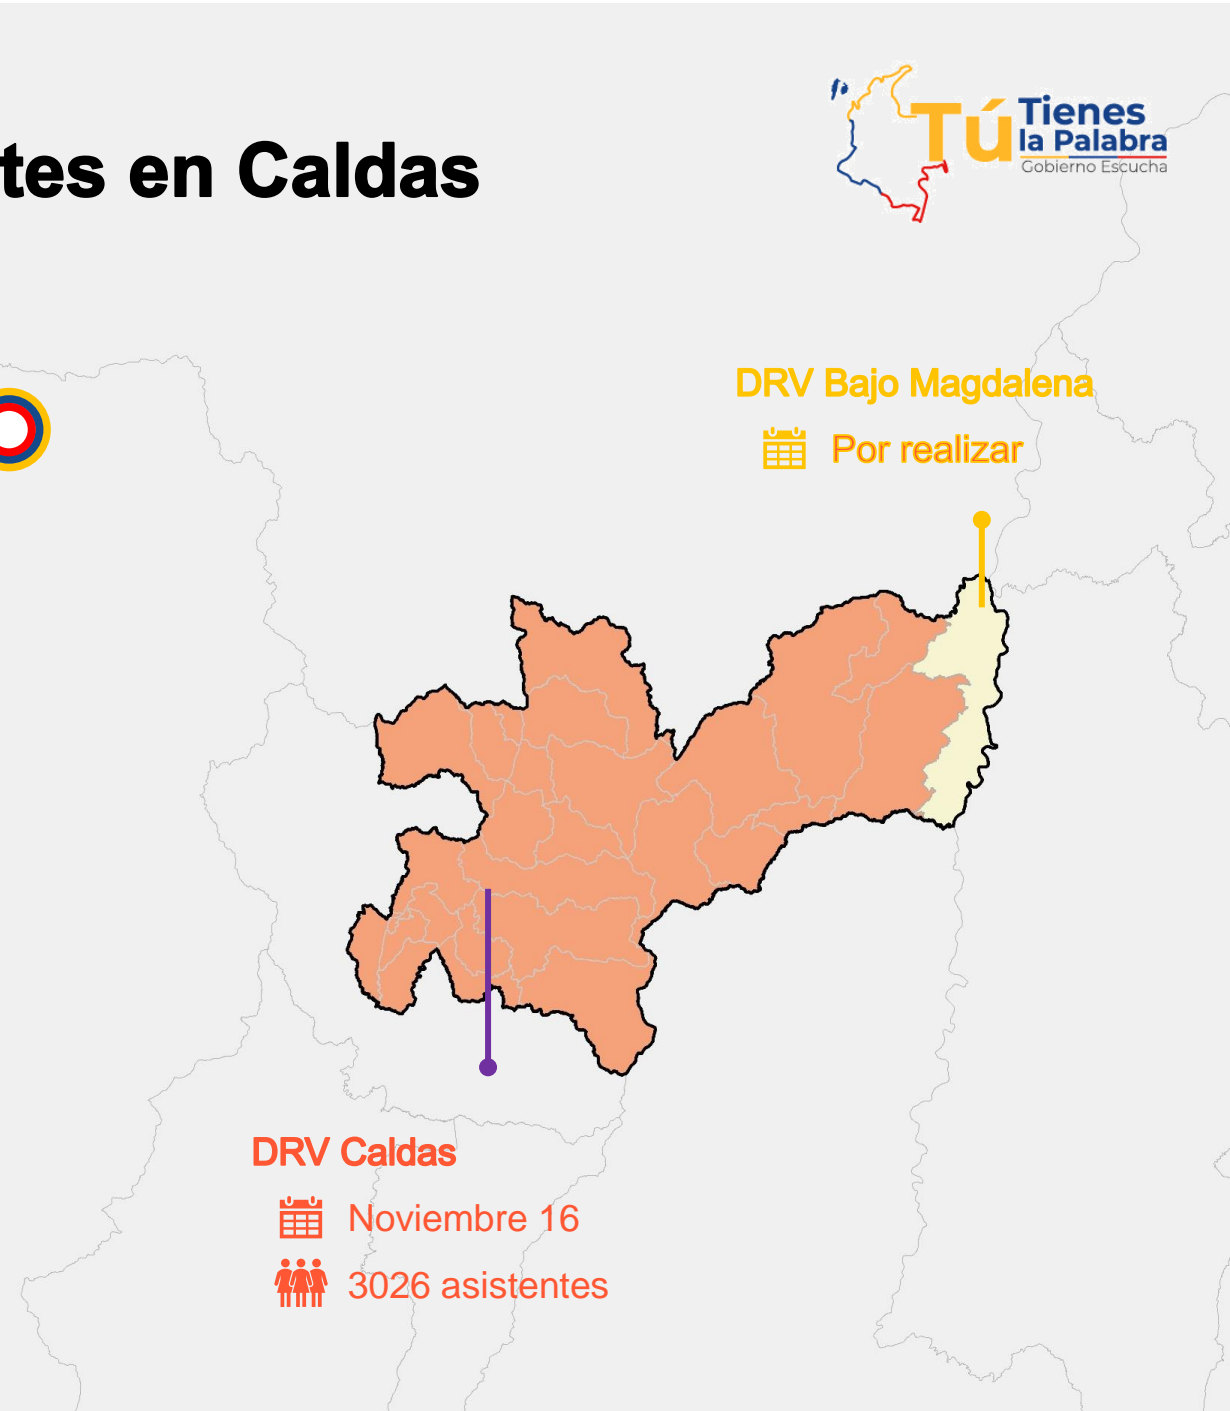 Tú Tienes
la Palabra
Gobierno Escucha
tes en Caldas
DRV Bajo Magdalena
Por realizar
DRV Caldas
Noviembre 16
3026 asistentes